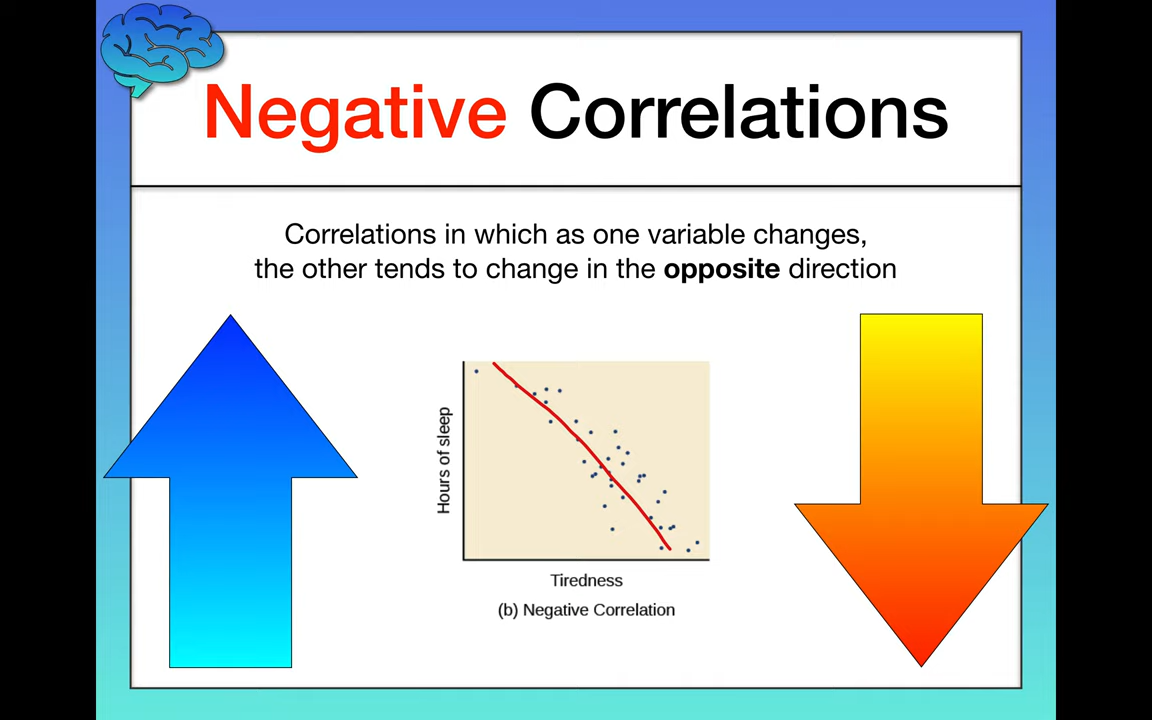 Negative Correlations
Correlations in which as one variable changes,
the other tends to change in the opposite direction
Hours of sleep
Tiredness
(b) Negative Correlation